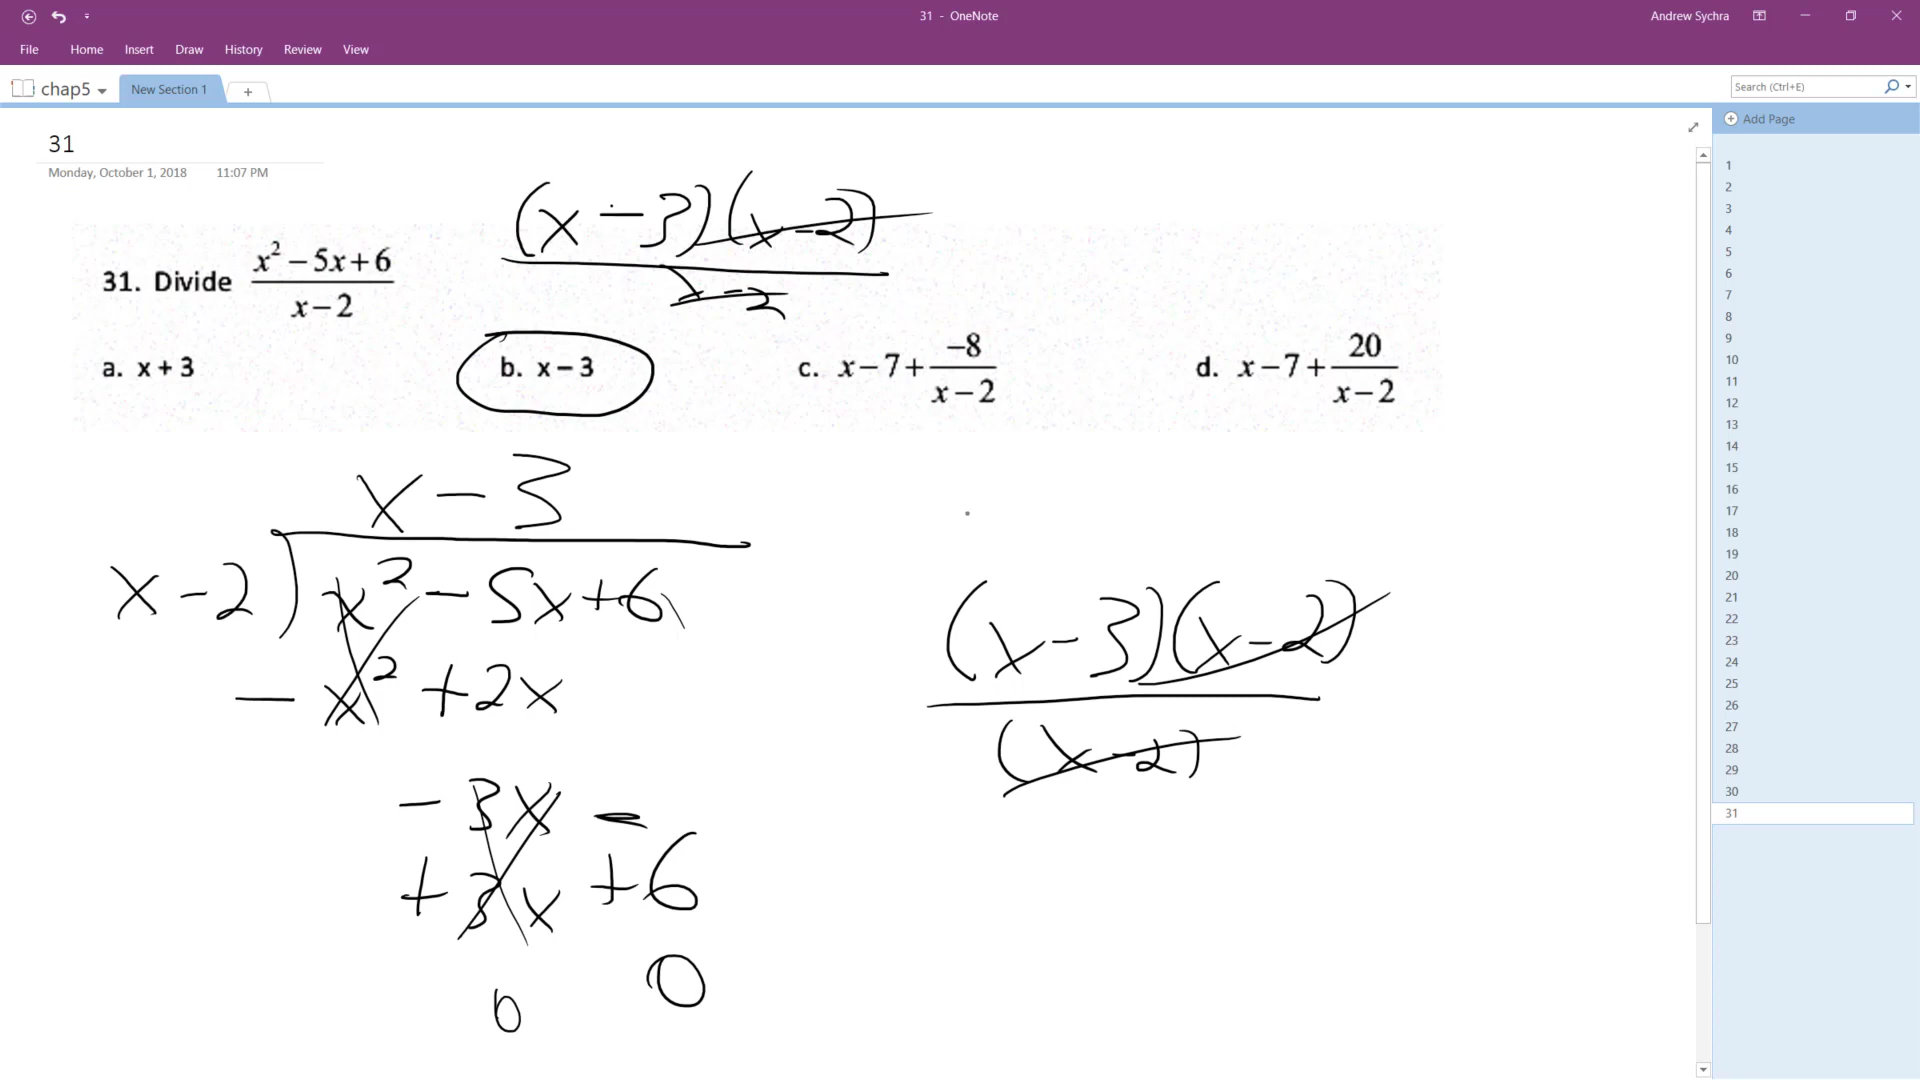 31 - OneNote
Andrew Sychra
File Home Insert Draw History Review View
chap5 New Section 1 +
Search (Ctrl+E)
Add Page
31
Monday, October 1, 2018 11:07 PM
(x - 3)(x - 2)
x - 2
31. Divide
x² - 5x + 6
x - 2
a. x + 3
b. x - 3
c. x - 7 + -8 / x - 2
d. x - 7 + 20 / x - 2
x - 3
x - 2 ) x² - 5x + 6
- x² + 2x
- 3x
+ 3x + 6
0 0
(x - 3)(x - 2)
(x - 2)
1
2
3
4
5
6
7
8
9
10
11
12
13
14
15
16
17
18
19
20
21
22
23
24
25
26
27
28
29
30
31